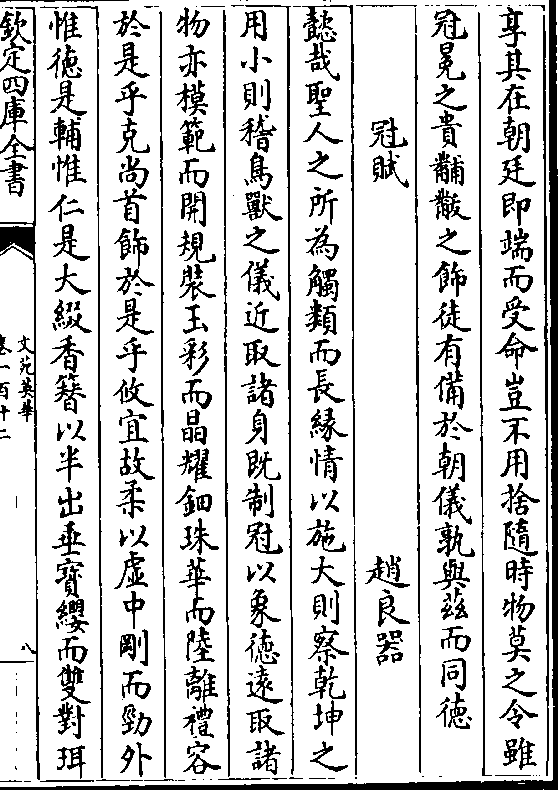 享其在朝廷即端而受命豈不用捨隨時物莫之令雖
冠冕之貴黼黻之飾徒有備於朝儀孰與茲而同德
冠賦　趙良器
懿哉聖人之所為觸類而長緣情以施大則察乾坤之
用小則稽鳥獸之儀近取諸身既制冠以象德遠取諸
物亦模範而開規裝玉彩而晶耀鈿珠華而陸離禮容
於是乎克尚首飾於是乎攸宜故柔以虛中剛而勁外
惟德是輔惟仁是大綴香簪以半出垂寶纓而雙對珥
欽定四庫全書
文苑英華
卷一百十二
八